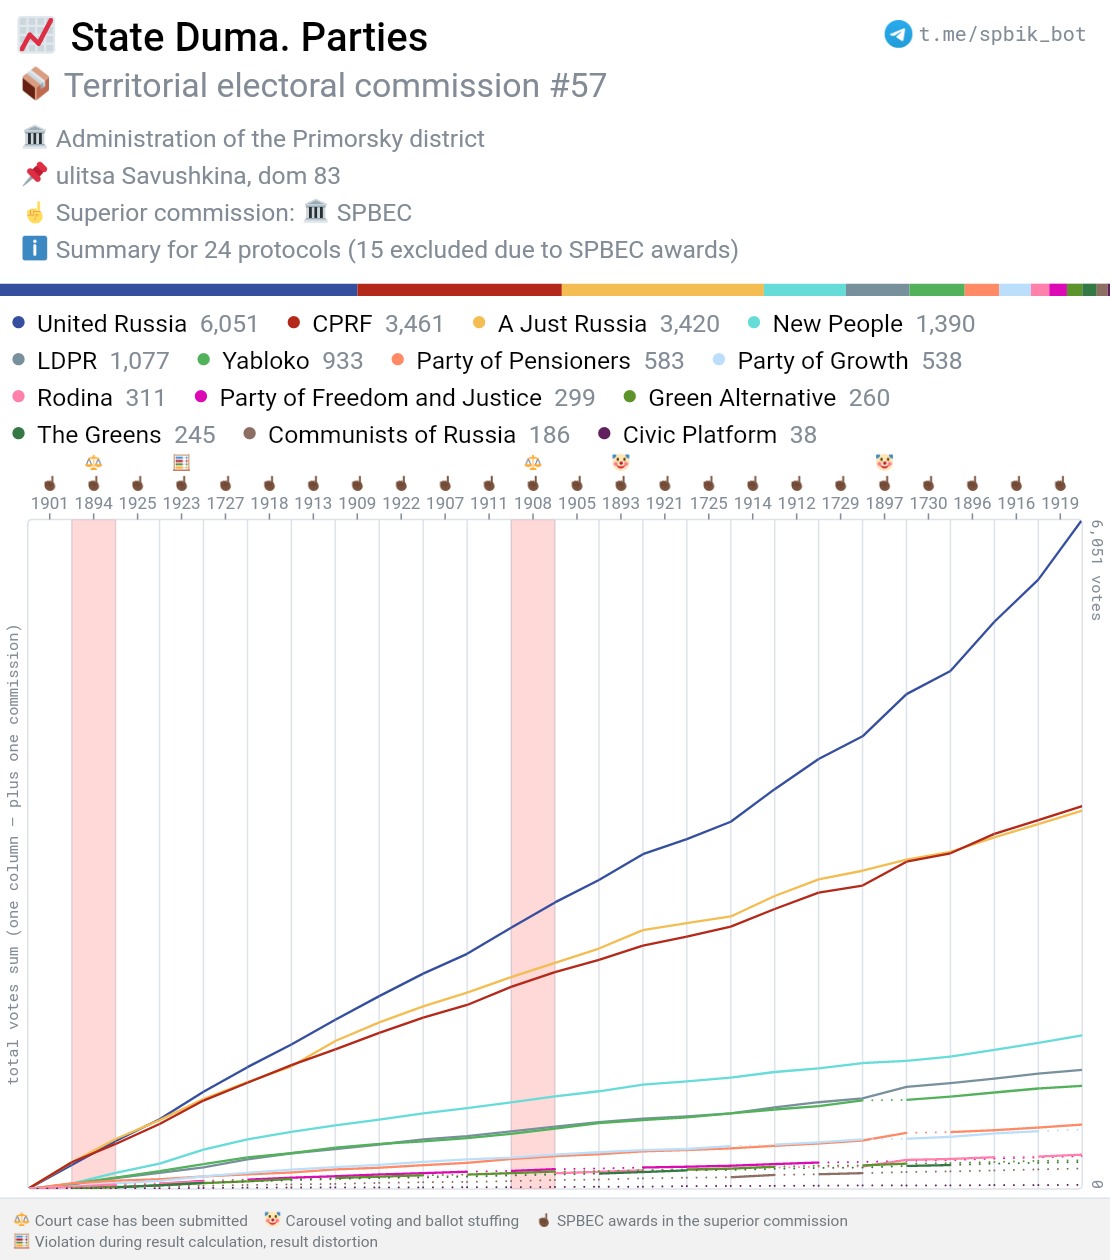 State Duma. Parties
t.me/spbik_bot
Territorial electoral commission #57
Administration of the Primorsky district
ulitsa Savushkina, dom 83
Superior commission: SPBEC
Summary for 24 protocols (15 excluded due to SPBEC awards)
United Russia 6,051 CPRF 3,461 A Just Russia 3,420 New People 1,390
LDPR 1,077 Yabloko 933 Party of Pensioners 583 Party of Growth 538
Rodina 311 Party of Freedom and Justice 299 Green Alternative 260
The Greens 245 Communists of Russia 186 Civic Platform 38
1901 1894 1925 1923 1727 1918 1913 1909 1922 1907 1911 1908 1905 1893 1921 1725 1914 1912 1729 1897 1730 1896 1916 1919
6,051 votes
total votes sum (one column – plus one commission)
0
Court case has been submitted Carousel voting and ballot stuffing SPBEC awards in the superior commission
Violation during result calculation, result distortion